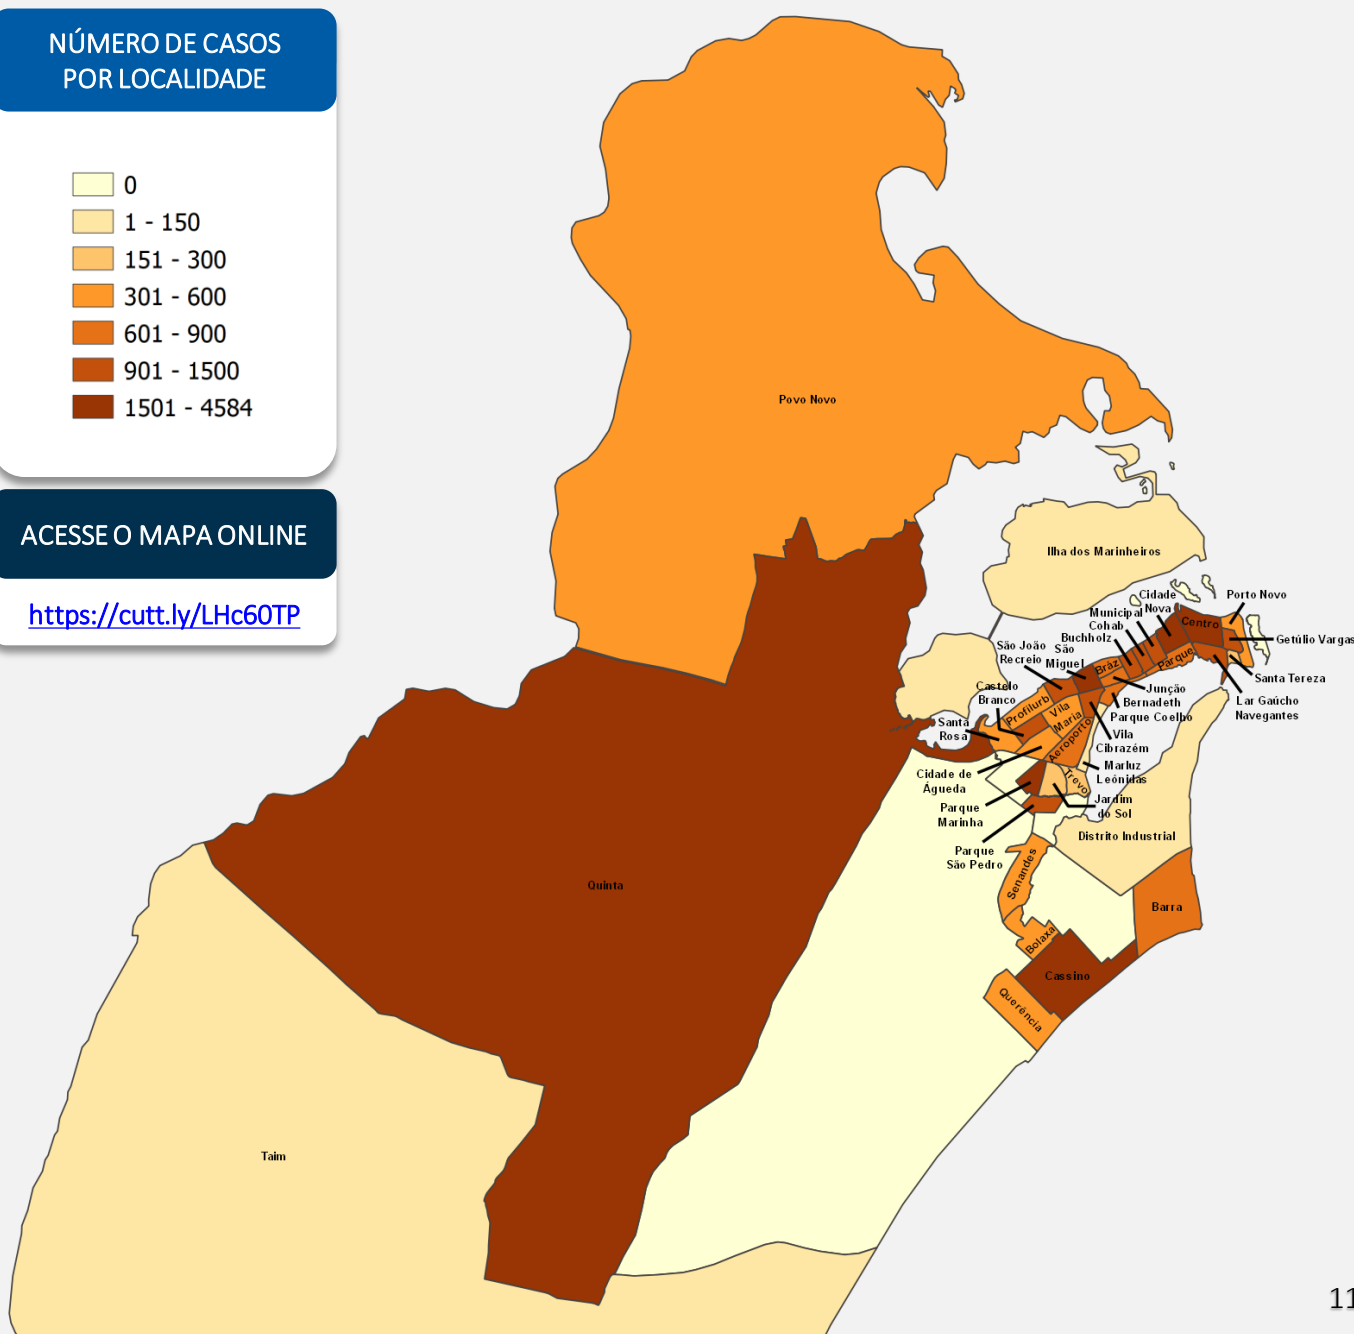 NÚMERO DE CASOS
POR LOCALIDADE
0
1 - 150
151 - 300
301 - 600
601 - 900
901 - 1500
1501 - 4584
ACESSE O MAPA ONLINE
https://cutt.ly/LHc60TP
Povo Novo
Ilha dos Marinheiros
Cidade
Nova
Porto Novo
Municipal
Cohab
Buchholz
Centro
Getúlio Vargas
São João
Recreio
São
Miguel
Bráz
Parque
Santa Tereza
Castelo
Branco
Junção
Bernadeth
Parque Coelho
Lar Gaúcho
Navegantes
Profilurb
Vila
Maria
Santa
Rosa
Aeroporto
Vila
Cibrazém
Cidade de
Águeda
Marluz
Leônidas
Trevo
Parque
Marinha
Jardim
do Sol
Distrito Industrial
Parque
São Pedro
Senandes
Quinta
Barra
Bolaxa
Cassino
Querência
Taim
11